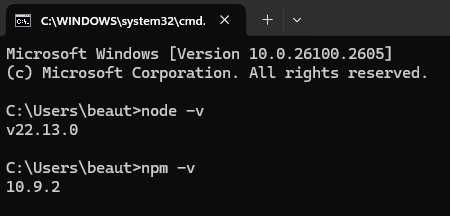 C:\WINDOWS\system32\cmd.
Microsoft Windows [Version 10.0.26100.2605]
(c) Microsoft Corporation. All rights reserved.
C:\Users\beaut>node -v
v22.13.0
C:\Users\beaut>npm -v
10.9.2